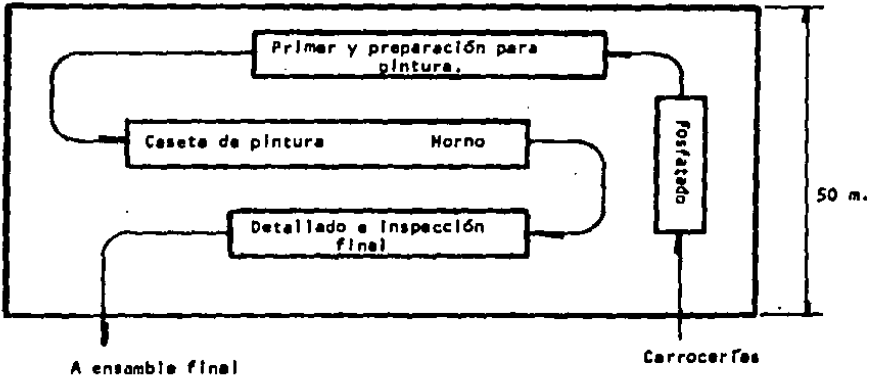 Primer y preparación para
pintura.
Caseta de pintura Horno
fosfatado
50 m.
Detallado e inspección
final
A ensamble final
Carrocerías